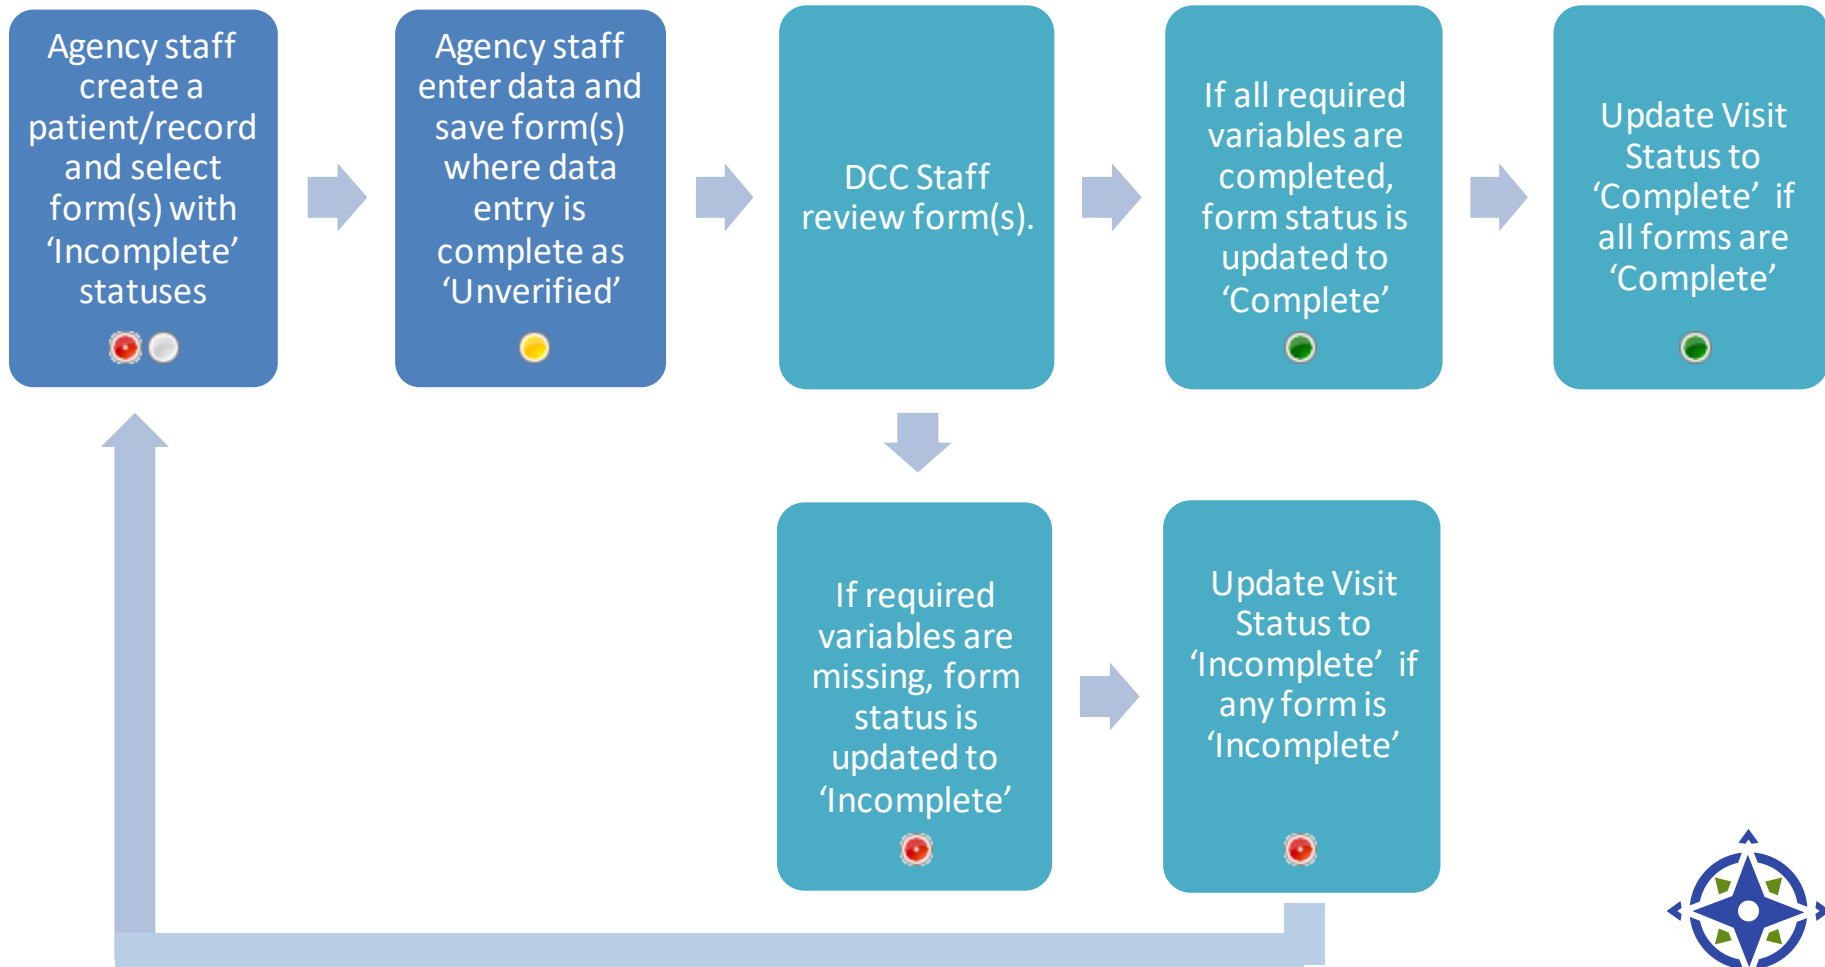 Agency staff
create a
patient/record
and select
form(s) with
‘Incomplete’
statuses
Agency staff
enter data and
save form(s)
where data
entry is
complete as
‘Unverified’
DCC Staff
review form(s).
If all required
variables are
completed,
form status is
updated to
‘Complete’
Update Visit
Status to
‘Complete’ if
all forms are
‘Complete’
If required
variables are
missing, form
status is
updated to
‘Incomplete’
Update Visit
Status to
‘Incomplete’ if
any form is
‘Incomplete’